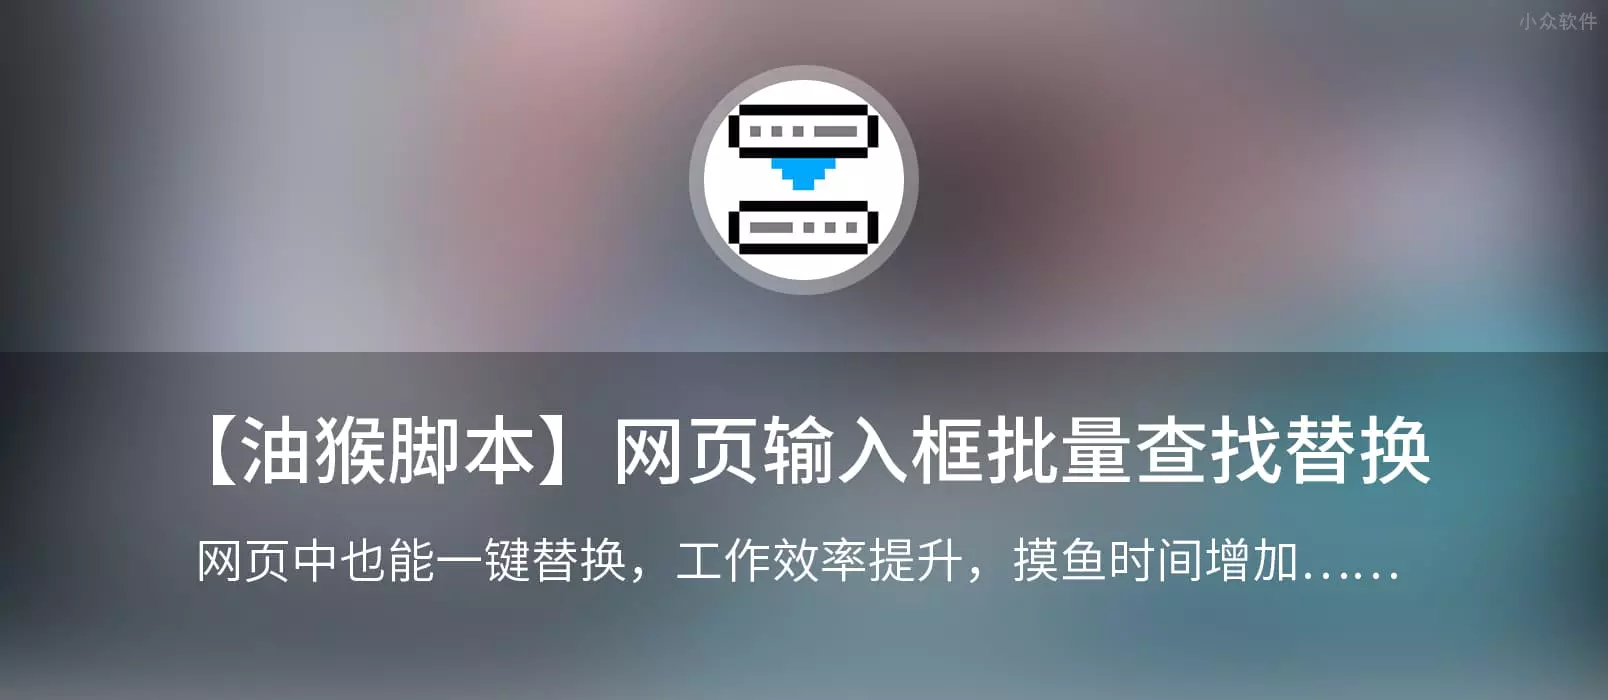 小众软件
【油猴脚本】网页输入框批量查找替换
网页中也能一键替换，工作效率提升，摸鱼时间增加……